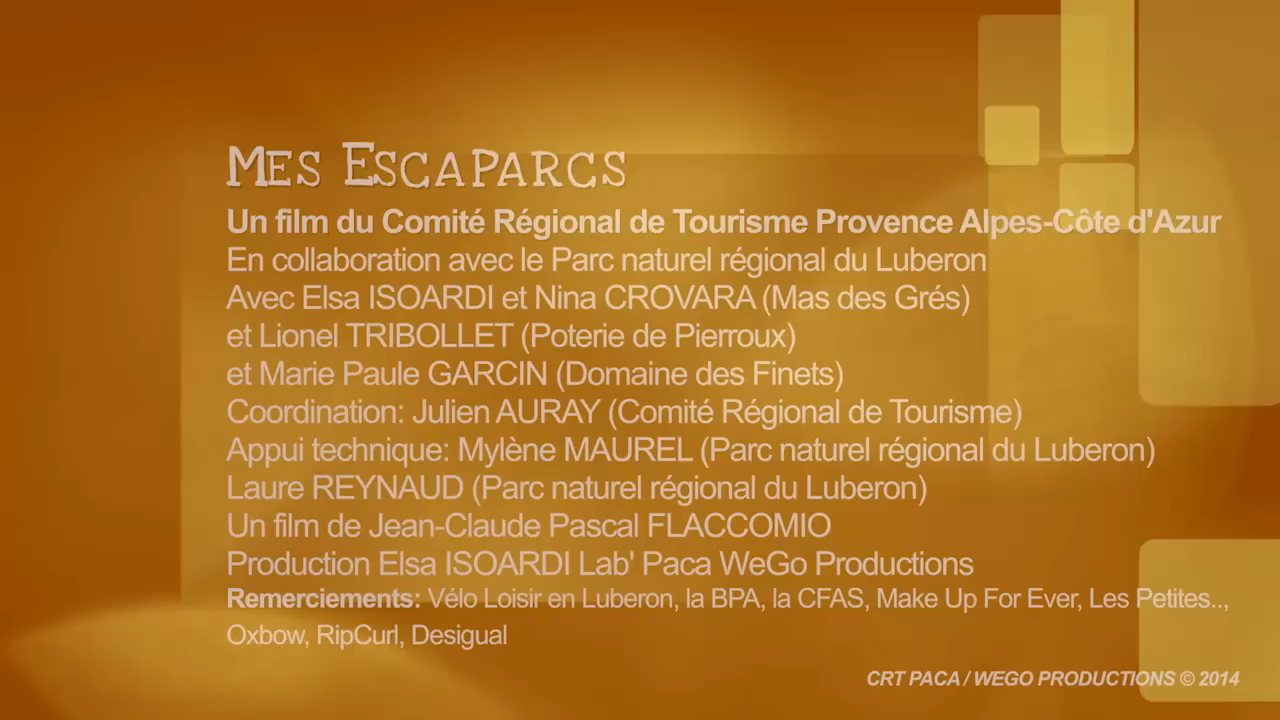 MES ESCAPARCS
Un film du Comité Régional de Tourisme Provence Alpes-Côte d'Azur
En collaboration avec le Parc naturel régional du Luberon
Avec Elsa ISOARDI et Nina CROVARA (Mas des Grés)
et Lionel TRIBOLLET (Poterie de Pierroux)
et Marie Paule GARCIN (Domaine des Finets)
Coordination: Julien AURAY (Comité Régional de Tourisme)
Appui technique: Mylène MAUREL (Parc naturel régional du Luberon)
Laure REYNAUD (Parc naturel régional du Luberon)
Un film de Jean-Claude Pascal FLACCOMIO
Production Elsa ISOARDI Lab' Paca WeGo Productions
Remerciements: Vélo Loisir en Luberon, la BPA, la CFAS, Make Up For Ever, Les Petites..,
Oxbow, RipCurl, Desigual
CRT PACA / WEGO PRODUCTIONS © 2014